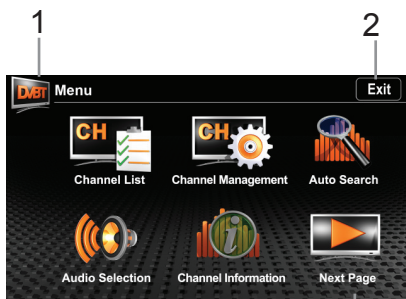 1 2
DVBT Menu Exit
CH CH
Channel List Channel Management Auto Search
Audio Selection Channel Information Next Page